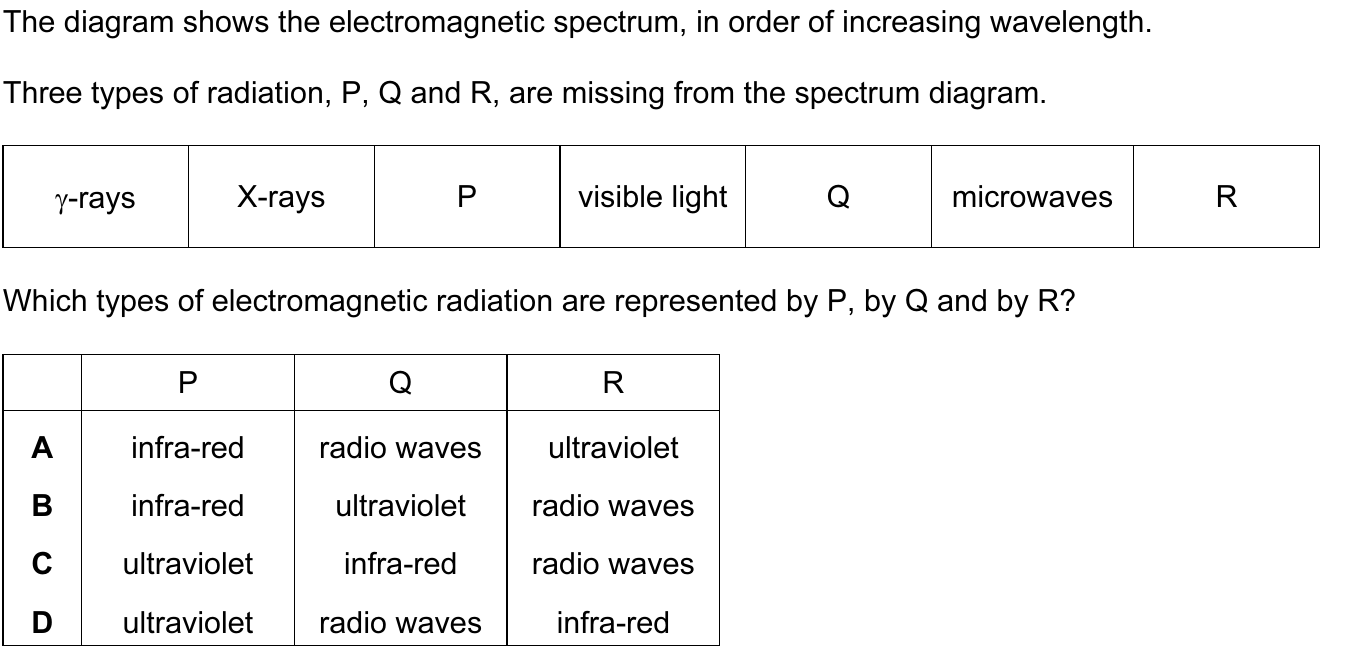 The diagram shows the electromagnetic spectrum, in order of increasing wavelength.
Three types of radiation, P, Q and R, are missing from the spectrum diagram.
γ-rays X-rays P visible light Q microwaves R
Which types of electromagnetic radiation are represented by P, by Q and by R?
P Q R
A infra-red radio waves ultraviolet
B infra-red ultraviolet radio waves
C ultraviolet infra-red radio waves
D ultraviolet radio waves infra-red